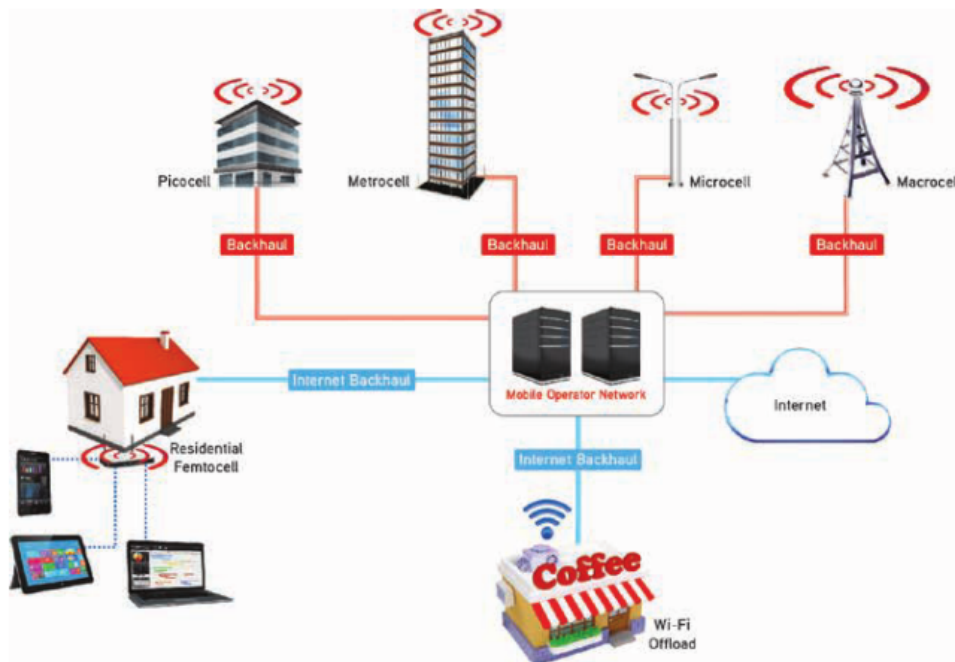 Picocell
Metrocell
Microcell
Macrocell
Backhaul
Backhaul
Backhaul
Backhaul
Mobile Operator Network
Internet Backhaul
Internet
Residential
Femtocell
Internet Backhaul
Coffee
Wi-Fi
Offload